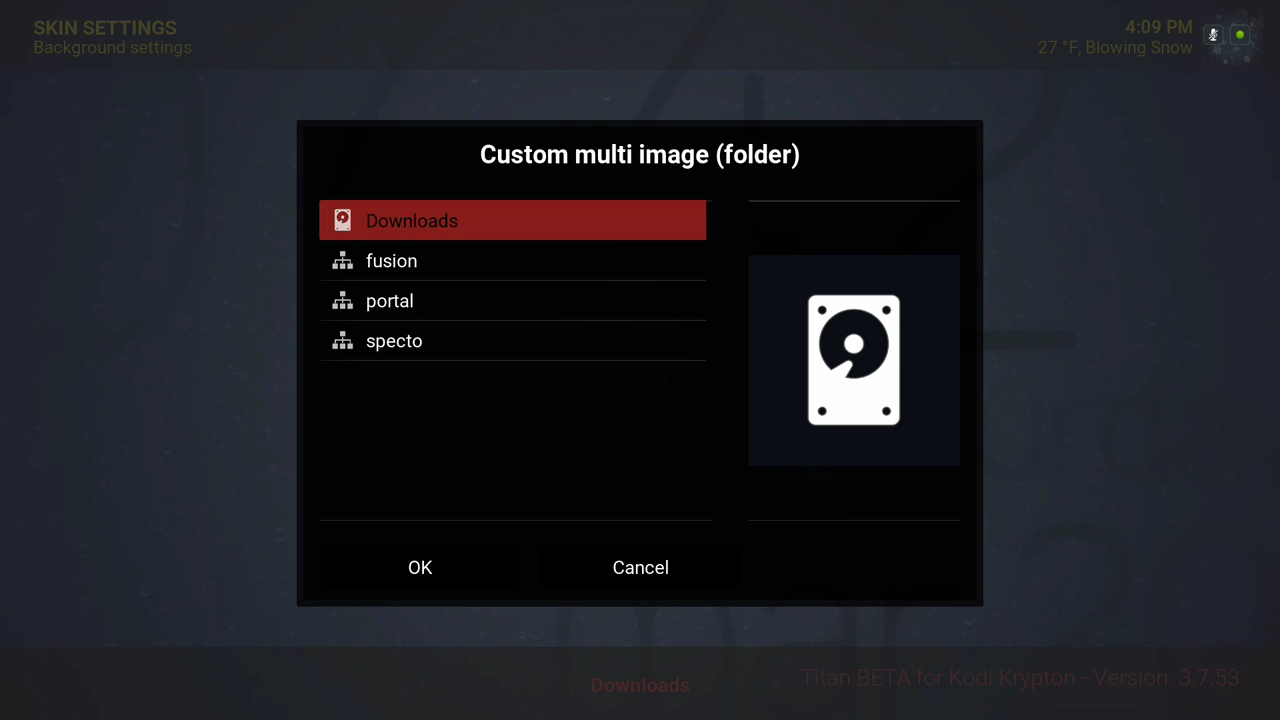 SKIN SETTINGS
Background settings
4:09 PM
27 °F, Blowing Snow
Custom multi image (folder)
Downloads
fusion
portal
specto
OK
Cancel
Downloads
Titan BETA for Kodi Krypton - Version: 3.7.53